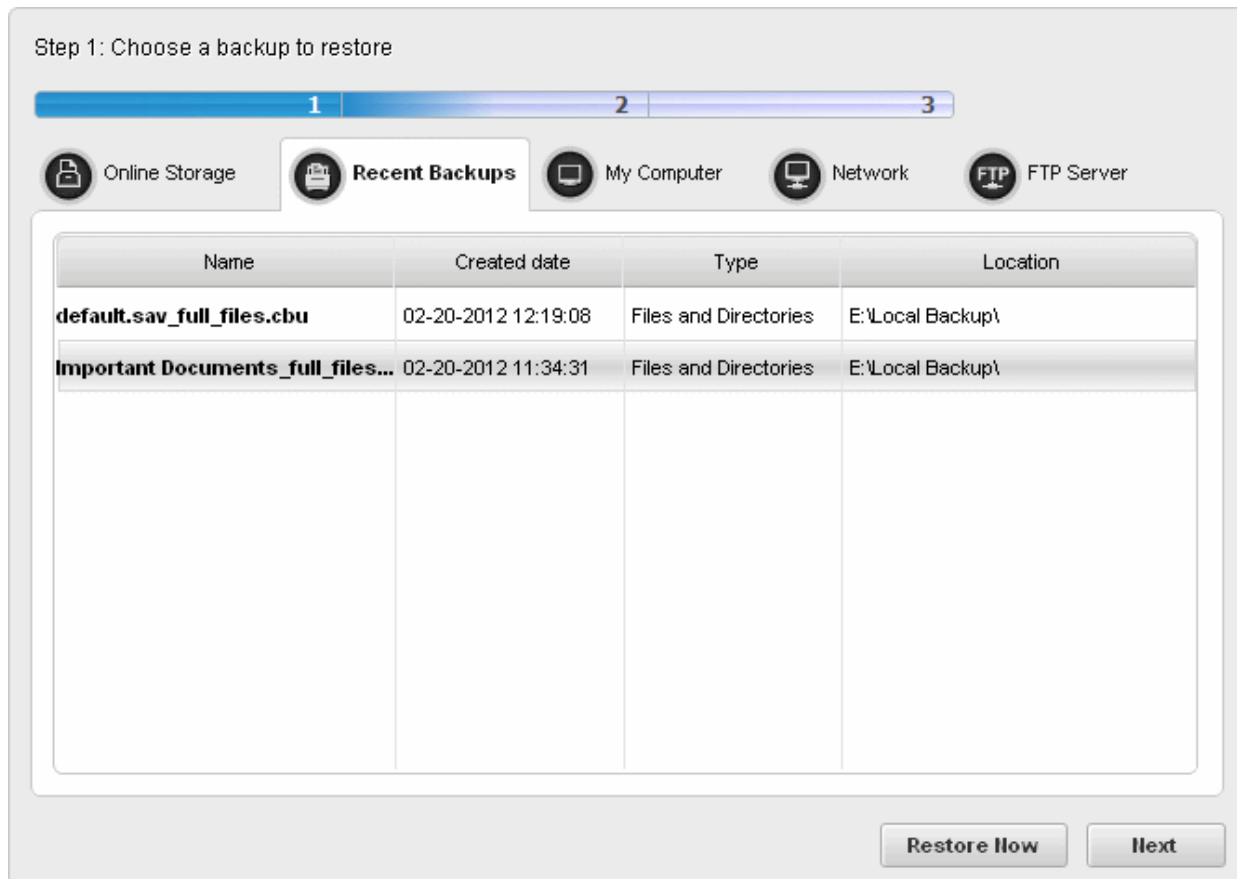 Step 1: Choose a backup to restore
1 2 3
Online Storage Recent Backups My Computer Network FTP FTP Server
Name Created date Type Location
default.sav_full_files.cbu 02-20-2012 12:19:08 Files and Directories E:\Local Backup\
Important Documents_full_files... 02-20-2012 11:34:31 Files and Directories E:\Local Backup\
Restore Now Next